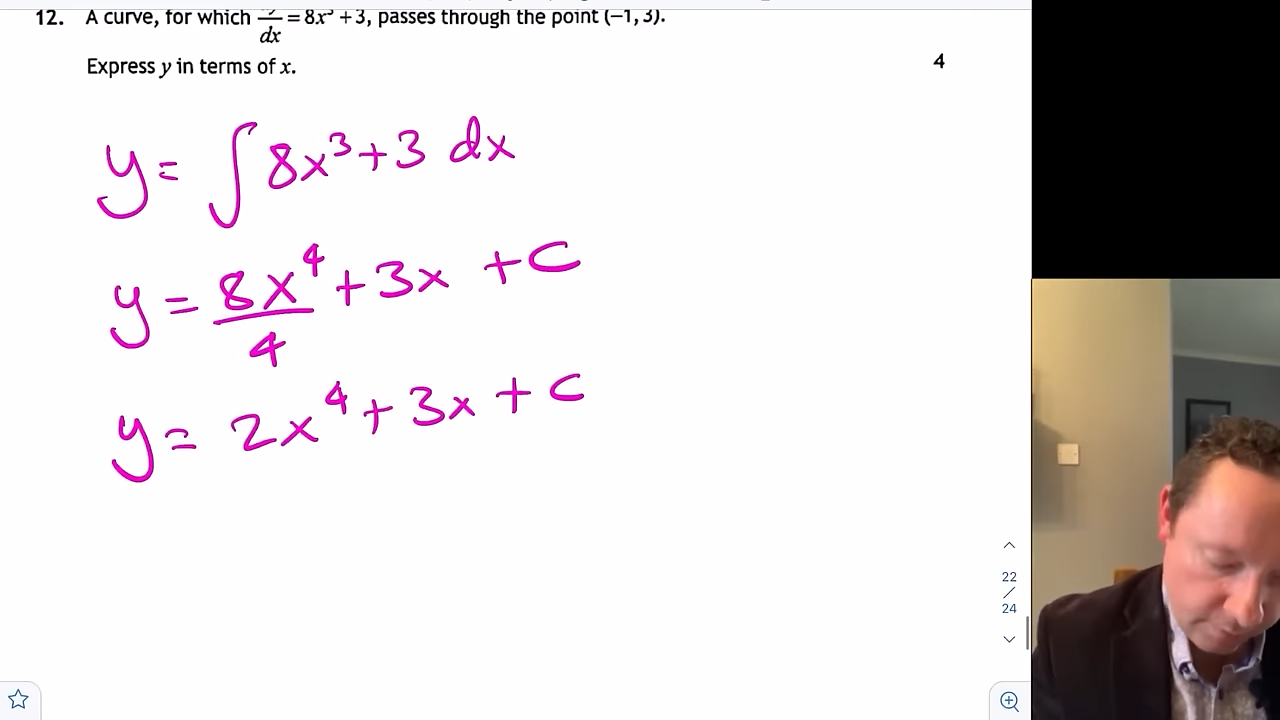 12. A curve, for which dy/dx = 8x³ + 3, passes through the point (−1, 3).
Express y in terms of x.
4
y = ∫ 8x³ + 3 dx
y = 8x⁴/4 + 3x + c
y = 2x⁴ + 3x + c
22
/
24